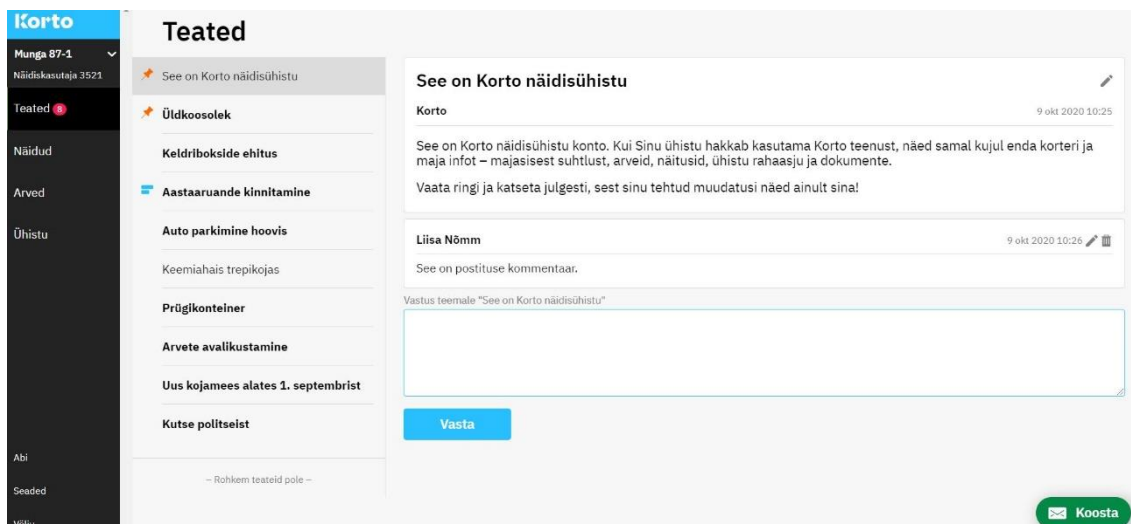 Korto
Munga 87-1
Näidiskasutaja 3521
Teated 8
Näidud
Arved
Ühistu
Abi
Seaded
Välju
Teated
See on Korto näidisühistu
Üldkoosolek
Keldribokside ehitus
Aastaaruande kinnitamine
Auto parkimine hoovis
Keemiahais trepikojas
Prügikonteiner
Arvete avalikustamine
Uus kojamees alates 1. septembrist
Kutse politseist
– Rohkem teateid pole –
See on Korto näidisühistu
Korto 9 okt 2020 10:25
See on Korto näidisühistu konto. Kui Sinu ühistu hakkab kasutama Korto teenust, näed samal kujul enda korteri ja
maja infot – majasisest suhtlust, arveid, näitusid, ühistu rahaasju ja dokumente.
Vaata ringi ja katseta julgesti, sest sinu tehtud muudatusi näed ainult sina!
Liisa Nõmm 9 okt 2020 10:26
See on postituse kommentaar.
Vastus teemale "See on Korto näidisühistu"
Vasta
Koosta